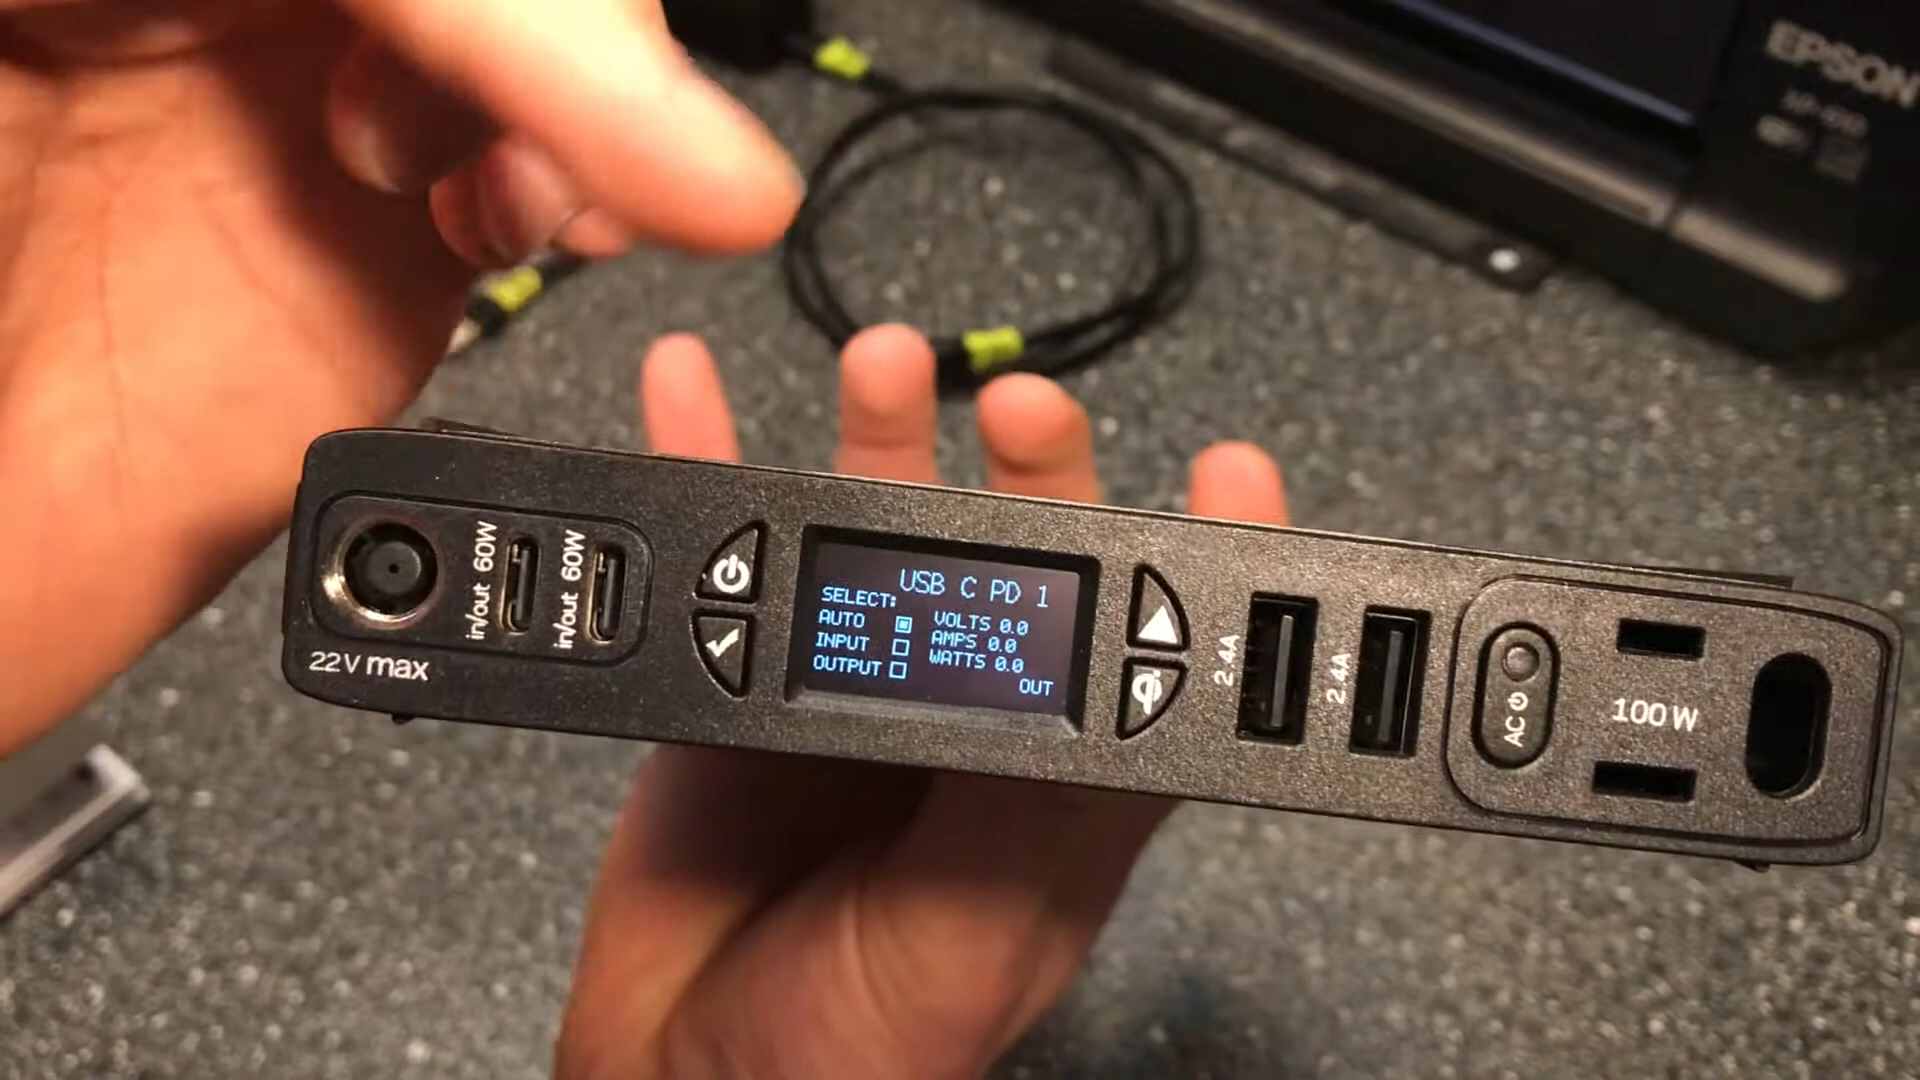 EPSON
in/out 60W
in/out 60W
22V max
USB C PD 1
SELECT:
AUTO
INPUT
OUTPUT
VOLTS 0.0
AMPS 0.0
WATTS 0.0
OUT
2.4A
2.4A
AC
100W